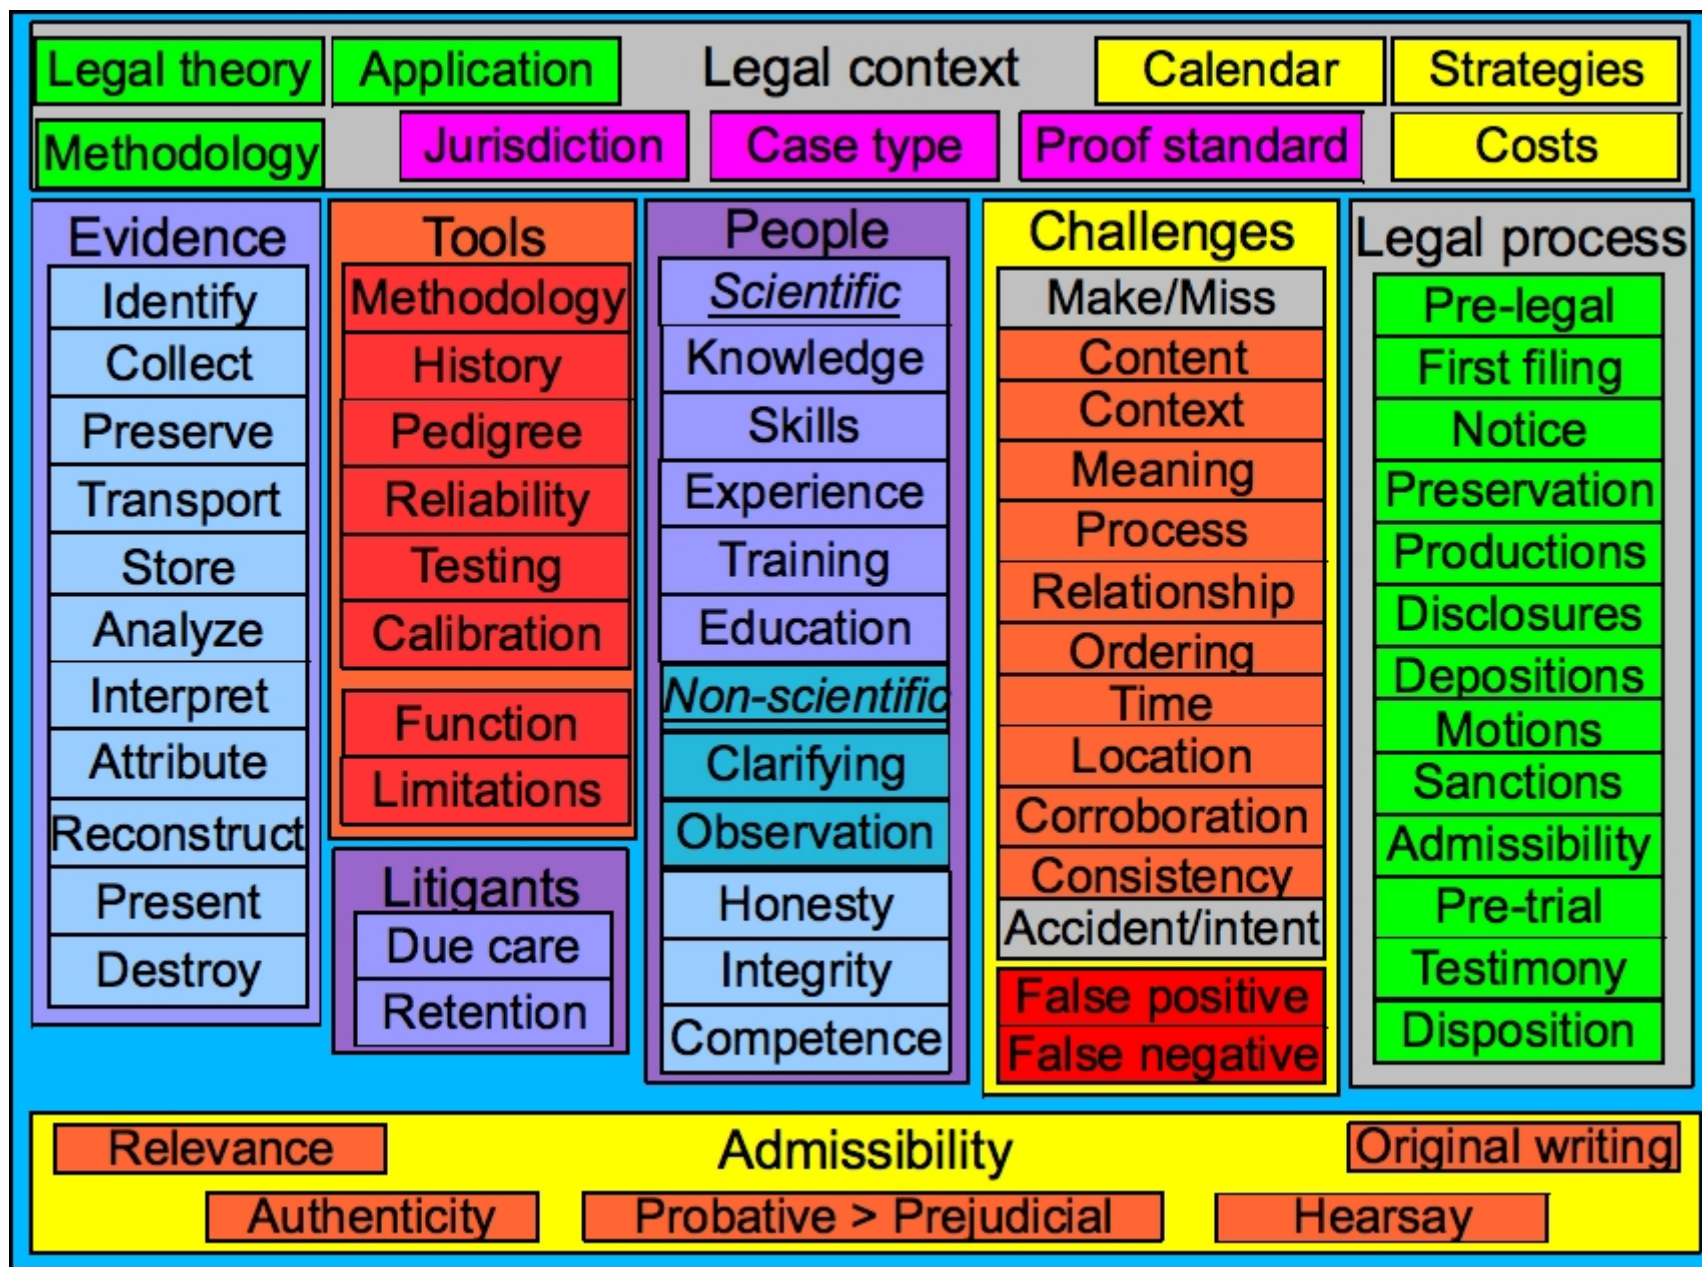 Legal theory
Application
Legal context
Calendar
Strategies
Methodology
Jurisdiction
Case type
Proof standard
Costs
Evidence
Identify
Collect
Preserve
Transport
Store
Analyze
Interpret
Attribute
Reconstruct
Present
Destroy
Tools
Methodology
History
Pedigree
Reliability
Testing
Calibration
Function
Limitations
Litigants
Due care
Retention
People
Scientific
Knowledge
Skills
Experience
Training
Education
Non-scientific
Clarifying
Observation
Honesty
Integrity
Competence
Challenges
Make/Miss
Content
Context
Meaning
Process
Relationship
Ordering
Time
Location
Corroboration
Consistency
Accident/intent
False positive
False negative
Legal process
Pre-legal
First filing
Notice
Preservation
Productions
Disclosures
Depositions
Motions
Sanctions
Admissibility
Pre-trial
Testimony
Disposition
Relevance
Admissibility
Original writing
Authenticity
Probative > Prejudicial
Hearsay